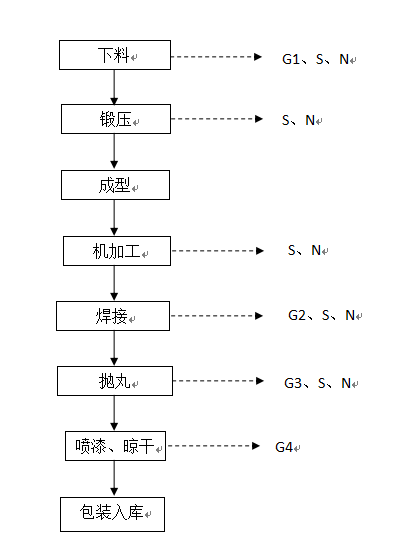 下料 G1、S、N
锻压 S、N
成型
机加工 S、N
焊接 G2、S、N
抛丸 G3、S、N
喷漆、晾干 G4
包装入库